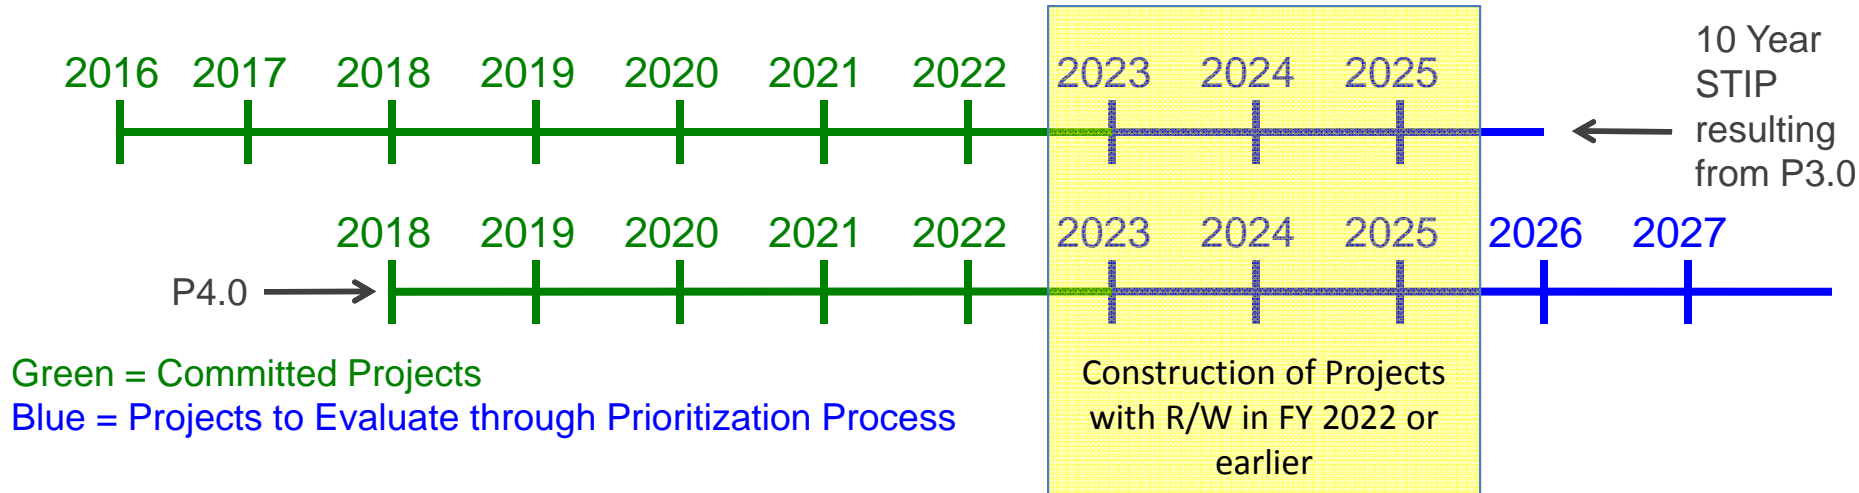 2016 2017 2018 2019 2020 2021 2022 2023 2024 2025
10 Year
STIP
resulting
from P3.0
2018 2019 2020 2021 2022 2023 2024 2025 2026 2027
P4.0
Green = Committed Projects
Blue = Projects to Evaluate through Prioritization Process
Construction of Projects
with R/W in FY 2022 or
earlier